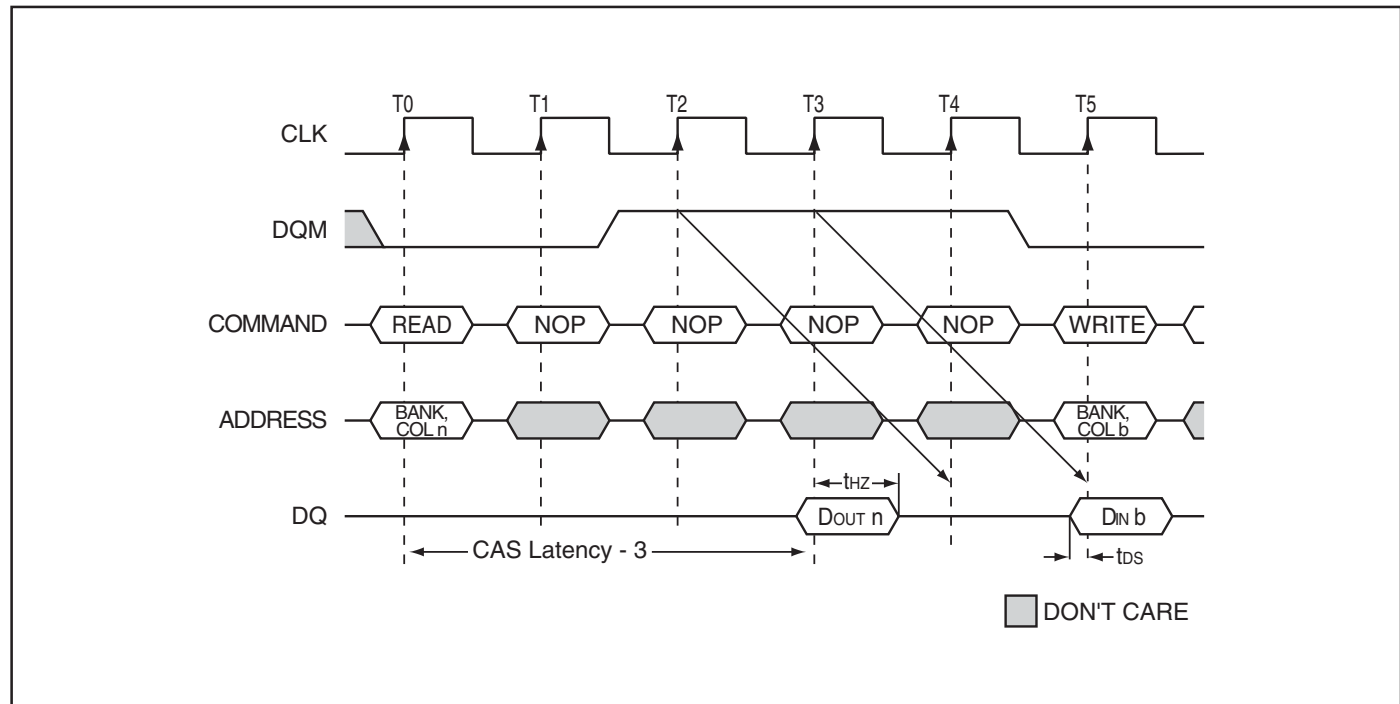 T0 T1 T2 T3 T4 T5
CLK
DQM
COMMAND READ NOP NOP NOP NOP WRITE
ADDRESS BANK, COL n BANK, COL b
tHZ
DQ DOUT n DIN b
CAS Latency - 3 tDS
DON'T CARE